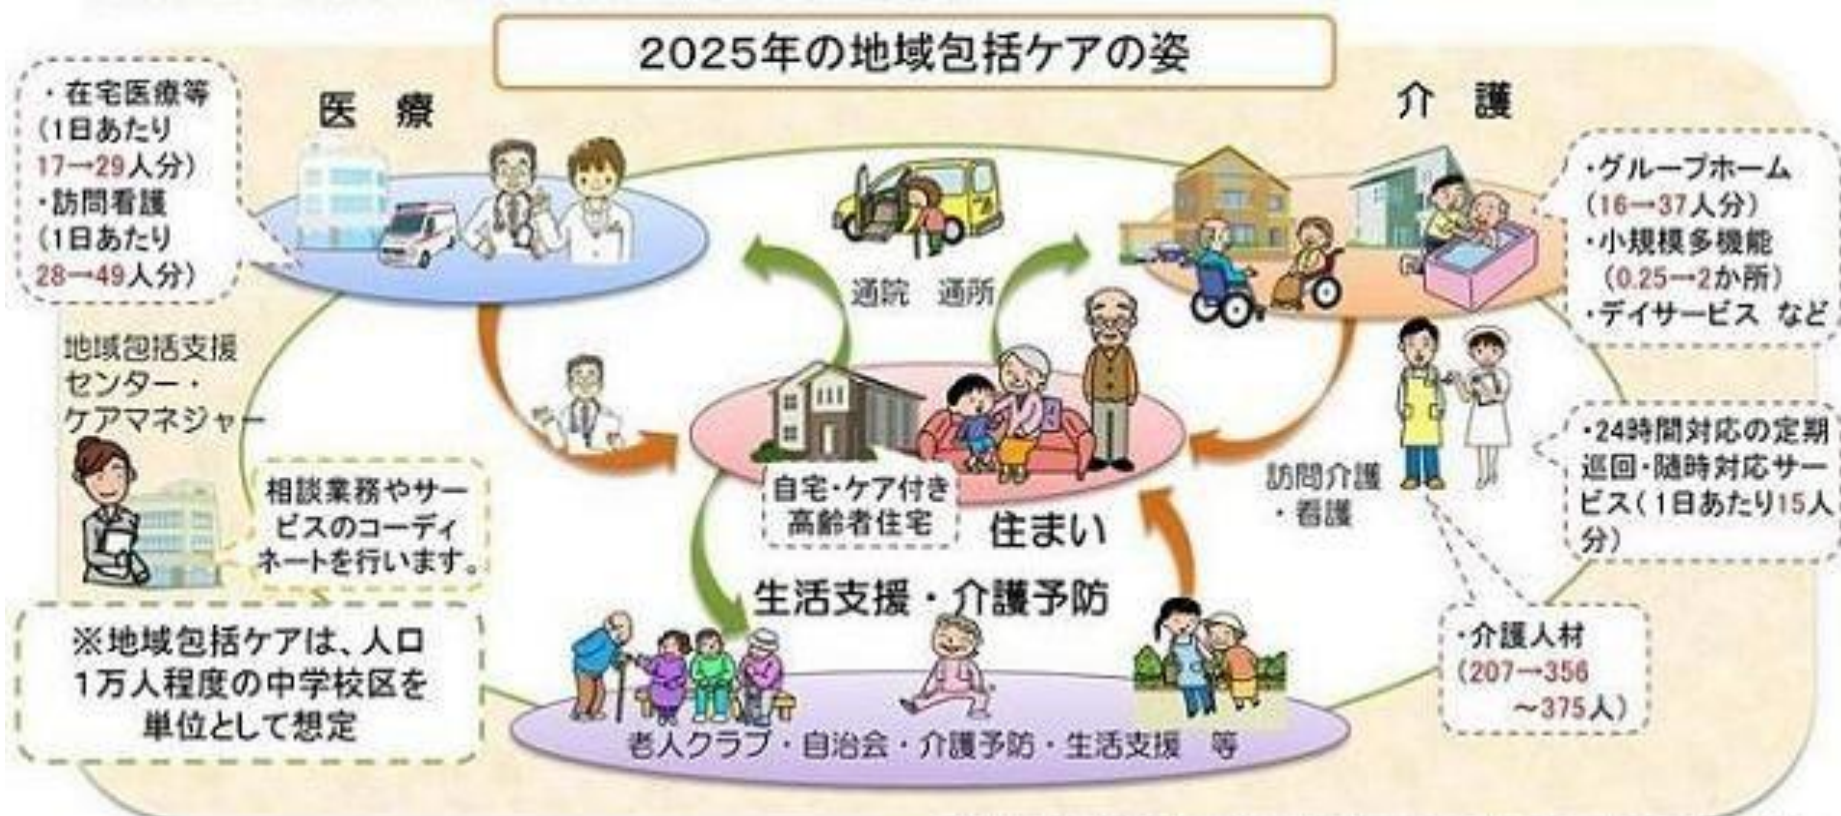 2025年の地域包括ケアの姿
・在宅医療等
(1日あたり
17→29人分)
・訪問看護
(1日あたり
28→49人分)
医 療
介 護
・グループホーム
(16→37人分)
・小規模多機能
(0.25→2か所)
・デイサービス など
通院 通所
地域包括支援
センター・
ケアマネジャー
相談業務やサー
ビスのコーディ
ネートを行います。
自宅・ケア付き
高齢者住宅
住まい
訪問介護
・看護
・24時間対応の定期
巡回・随時対応サー
ビス(1日あたり15人
分)
生活支援・介護予防
・介護人材
(207→356
～375人)
※地域包括ケアは、人口
1万人程度の中学校区を
単位として想定
老人クラブ・自治会・介護予防・生活支援 等